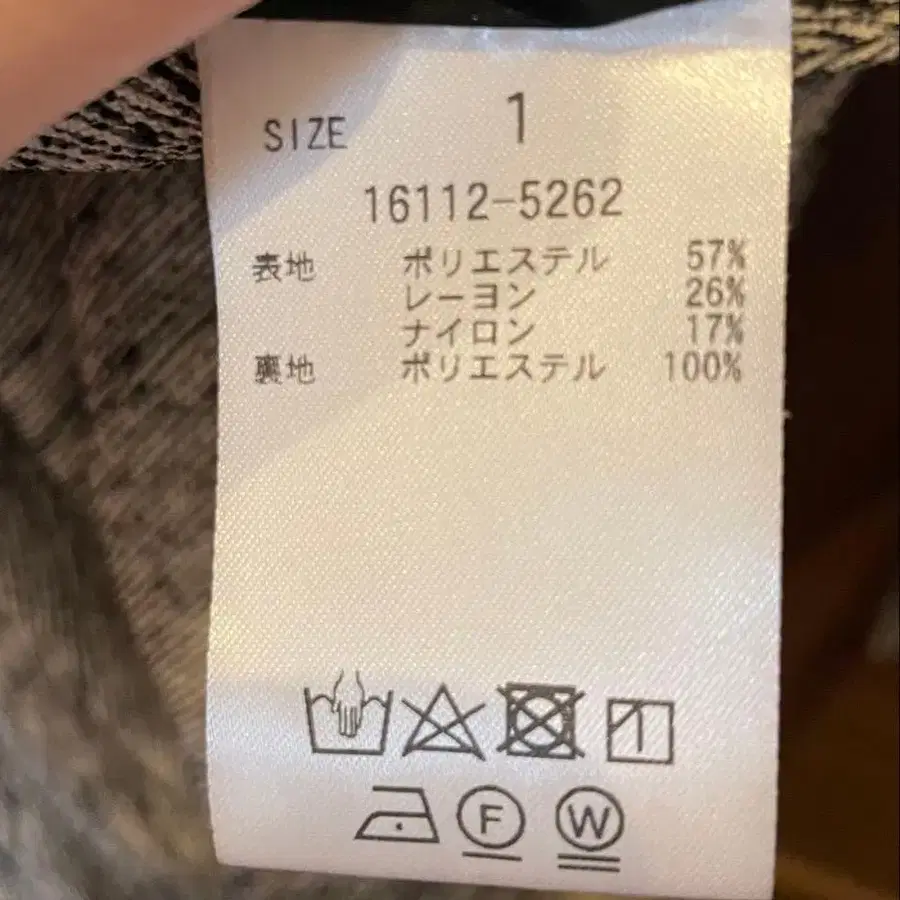 SIZE 1
16112-5262
表地 ポリエステル 57%
レーヨン 26%
ナイロン 17%
裏地 ポリエステル 100%
F W